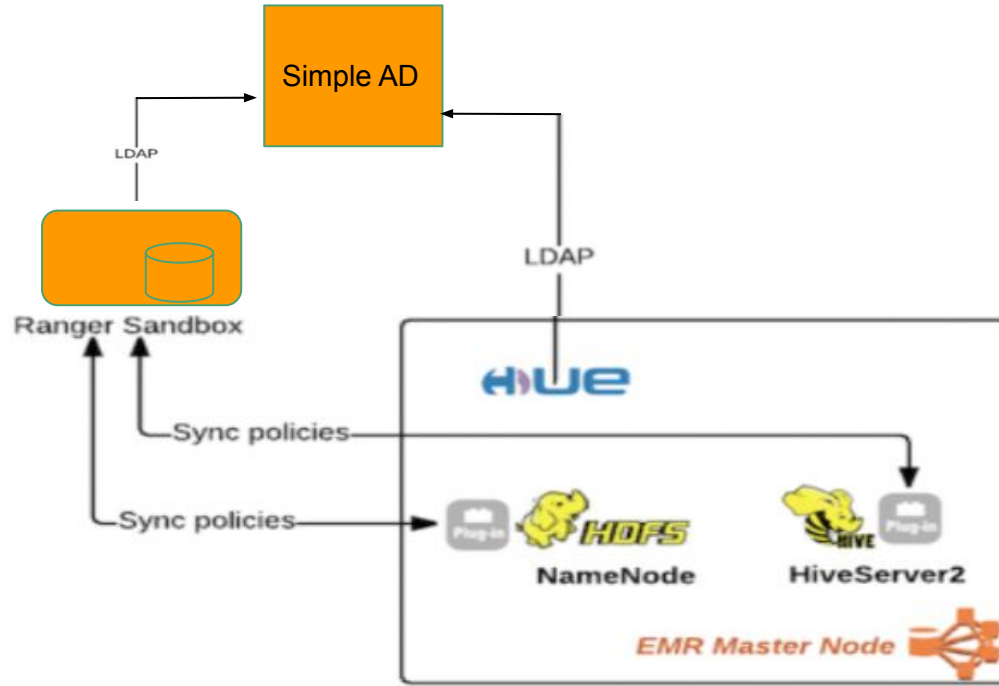 Simple AD
LDAP
LDAP
Ranger Sandbox
HUE
Sync policies
Sync policies
Plug-in
HDFS
HIVE
Plug-in
NameNode
HiveServer2
EMR Master Node